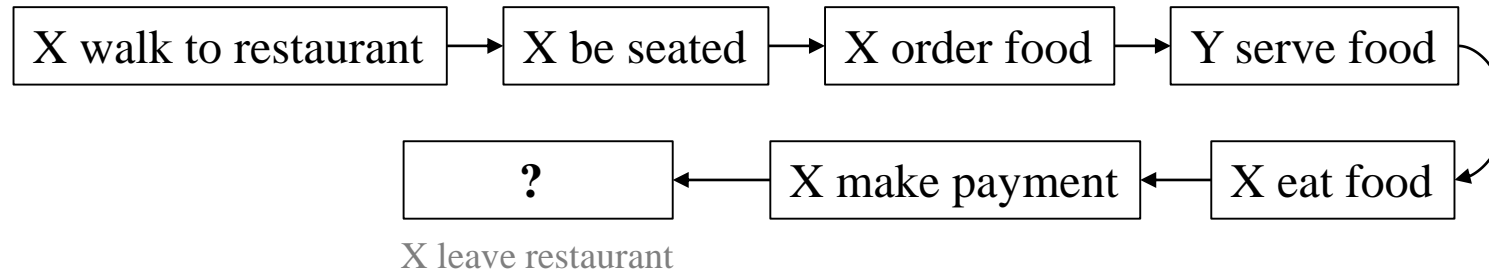 X walk to restaurant
X be seated
X order food
Y serve food
X eat food
X make payment
?
X leave restaurant